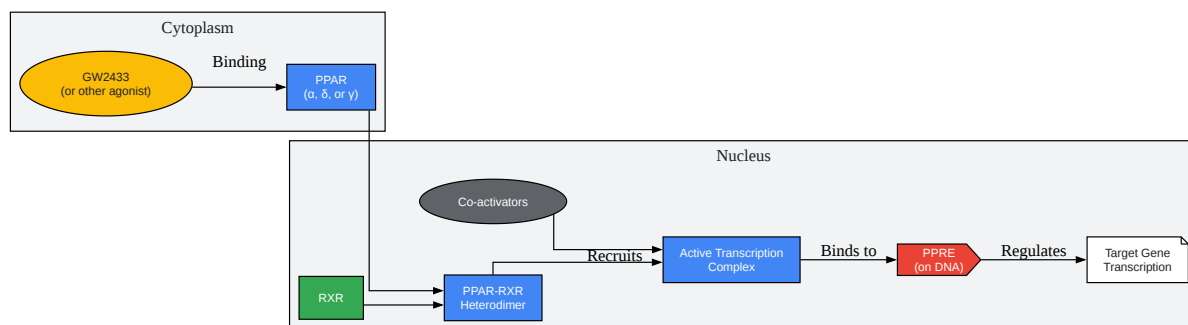 Cytoplasm
Binding
GW2433
(or other agonist)
PPAR
(α, δ, or γ)
Nucleus
Co-activators
Recruits
Active Transcription
Complex
Binds to
PPRE
(on DNA)
Regulates
Target Gene
Transcription
RXR
PPAR-RXR
Heterodimer